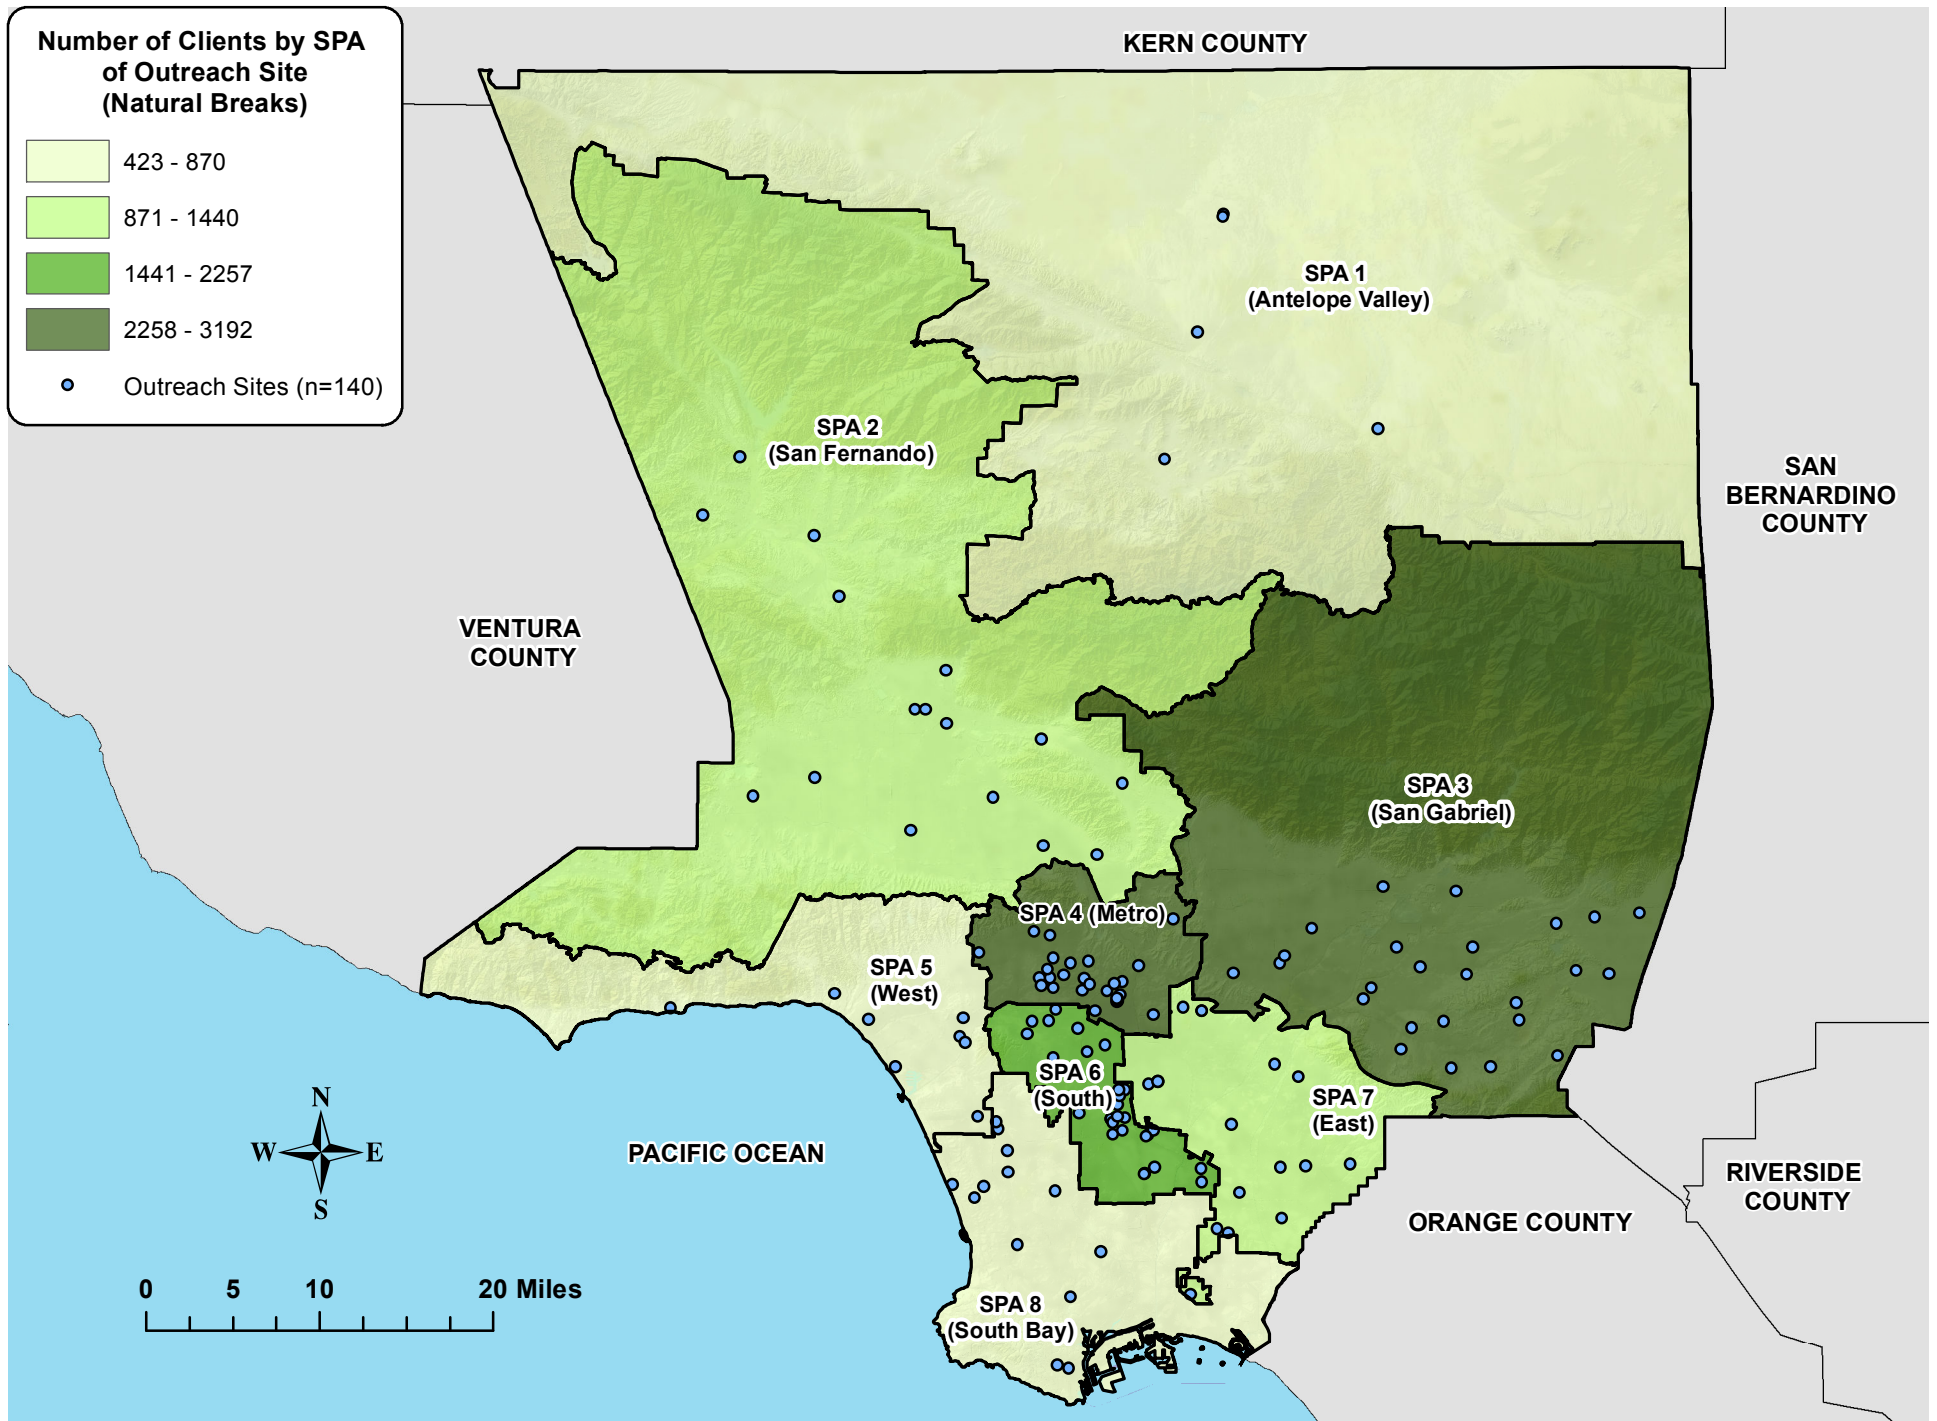 Number of Clients by SPA
of Outreach Site
(Natural Breaks)
423 - 870
871 - 1440
1441 - 2257
2258 - 3192
Outreach Sites (n=140)
KERN COUNTY
SPA 1
(Antelope Valley)
SPA 2
(San Fernando)
SAN
BERNARDINO
COUNTY
VENTURA
COUNTY
SPA 3
(San Gabriel)
SPA 4 (Metro)
SPA 5
(West)
SPA 6
(South)
SPA 7
(East)
PACIFIC OCEAN
N
W
E
S
RIVERSIDE
COUNTY
ORANGE COUNTY
0 5 10 20 Miles
SPA 8
(South Bay)